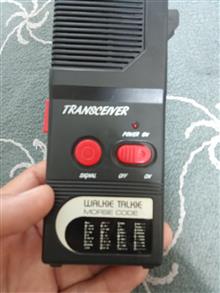 TRANSCEIVER
POWER ON
SIGNAL
OFF
ON
WALKIE TALKIE
MORSE CODE